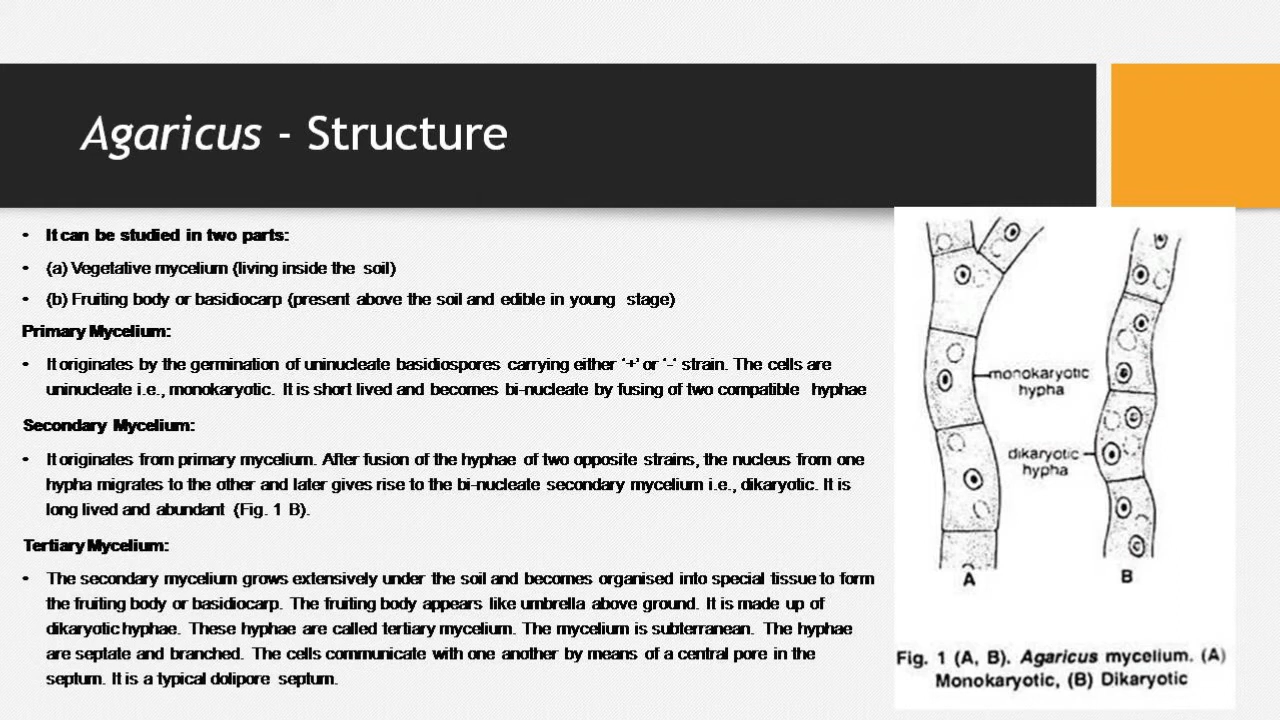 Agaricus - Structure
• It can be studied in two parts:
• (a) Vegetative mycelium (living inside the soil)
• (b) Fruiting body or basidiocarp (present above the soil and edible in young stage)
Primary Mycelium:
• It originates by the germination of uninucleate basidiospores carrying either ‘+’ or ‘-‘ strain. The cells are
uninucleate i.e., monokaryotic. It is short lived and becomes bi-nucleate by fusing of two compatible hyphae
Secondary Mycelium:
• It originates from primary mycelium. After fusion of the hyphae of two opposite strains, the nucleus from one
hypha migrates to the other and later gives rise to the bi-nucleate secondary mycelium i.e., dikaryotic. It is
long lived and abundant (Fig. 1 B).
Tertiary Mycelium:
• The secondary mycelium grows extensively under the soil and becomes organised into special tissue to form
the fruiting body or basidiocarp. The fruiting body appears like umbrella above ground. It is made up of
dikaryotic hyphae. These hyphae are called tertiary mycelium. The mycelium is subterranean. The hyphae
are septate and branched. The cells communicate with one another by means of a central pore in the
septum. It is a typical dolipore septum.
monokaryotic
hypha
dikaryotic
hypha
A
B
Fig. 1 (A, B). Agaricus mycelium. (A)
Monokaryotic, (B) Dikaryotic